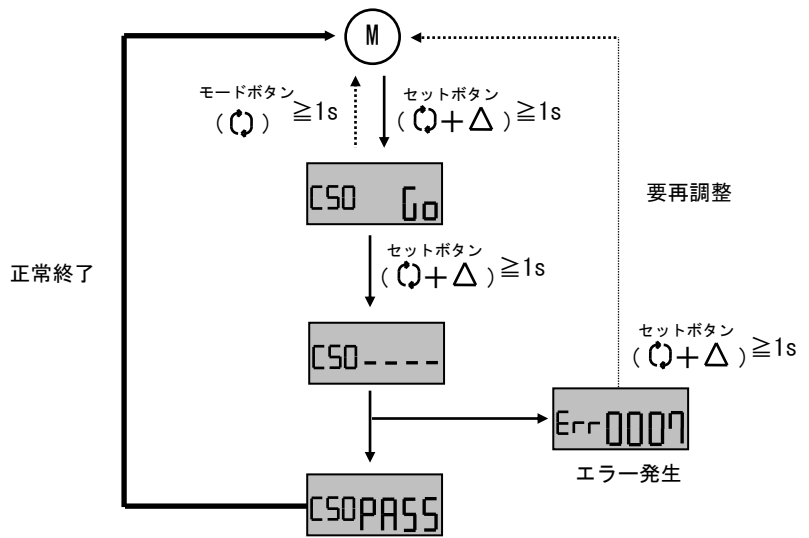 M
モードボタン
( ) ≧1s
セットボタン
( + △ ) ≧1s
CSO Go
要再調整
セットボタン
( + △ ) ≧1s
正常終了
CSO----
セットボタン
( + △ ) ≧1s
Err0007
エラー発生
CSOPASS